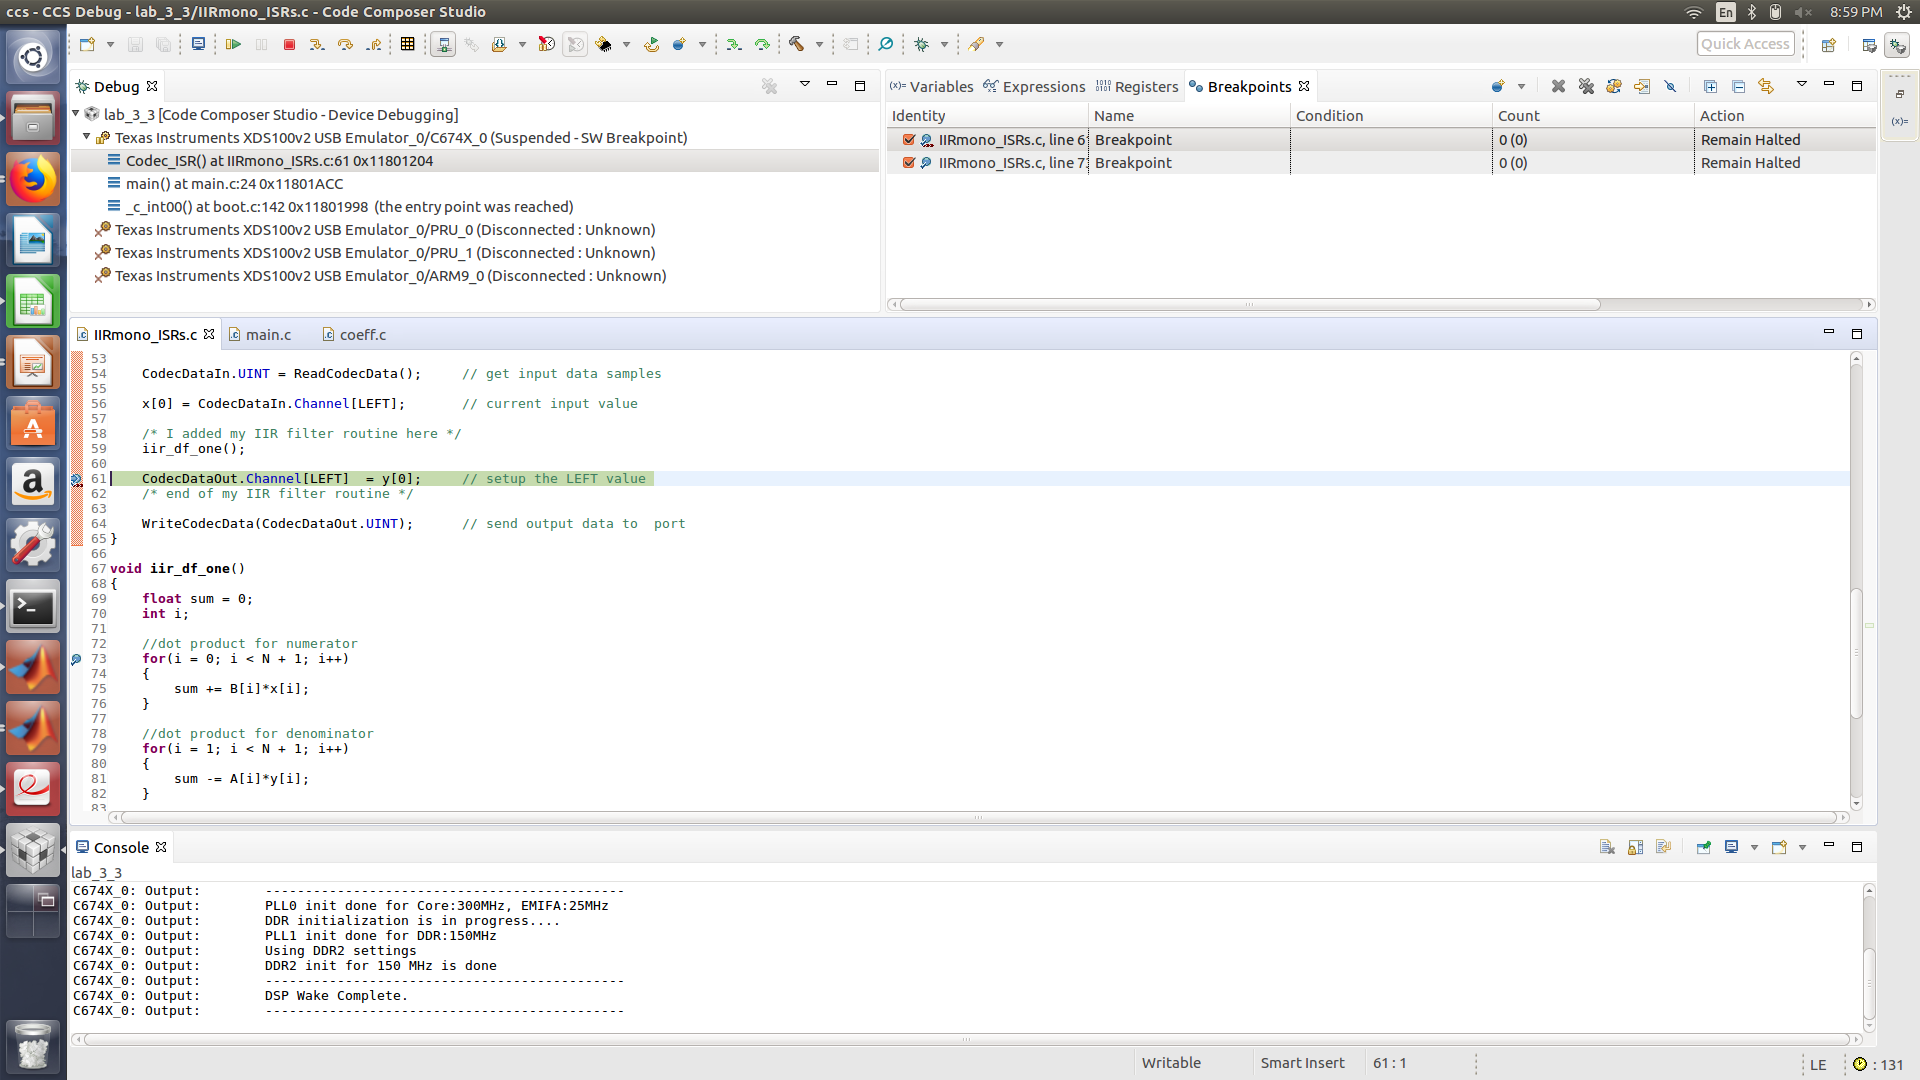 ccs - CCS Debug - lab_3_3/IIRmono_ISRs.c - Code Composer Studio
En
8:59 PM
Quick Access
Debug
lab_3_3 [Code Composer Studio - Device Debugging]
Texas Instruments XDS100v2 USB Emulator_0/C674X_0 (Suspended - SW Breakpoint)
Codec_ISR() at IIRmono_ISRs.c:61 0x11801204
main() at main.c:24 0x11801ACC
_c_int00() at boot.c:142 0x11801998 (the entry point was reached)
Texas Instruments XDS100v2 USB Emulator_0/PRU_0 (Disconnected : Unknown)
Texas Instruments XDS100v2 USB Emulator_0/PRU_1 (Disconnected : Unknown)
Texas Instruments XDS100v2 USB Emulator_0/ARM9_0 (Disconnected : Unknown)
(x)= Variables Expressions 1010 0101 Registers Breakpoints
Identity Name Condition Count Action
IIRmono_ISRs.c, line 6 Breakpoint 0 (0) Remain Halted
IIRmono_ISRs.c, line 7 Breakpoint 0 (0) Remain Halted
(x)=
IIRmono_ISRs.c main.c coeff.c
53
54 CodecDataIn.UINT = ReadCodecData(); // get input data samples
55
56 x[0] = CodecDataIn.Channel[LEFT]; // current input value
57
58 /* I added my IIR filter routine here */
59 iir_df_one();
60
61 CodecDataOut.Channel[LEFT] = y[0]; // setup the LEFT value
62 /* end of my IIR filter routine */
63
64 WriteCodecData(CodecDataOut.UINT); // send output data to port
65 }
66
67 void iir_df_one()
68 {
69 float sum = 0;
70 int i;
71
72 //dot product for numerator
73 for(i = 0; i < N + 1; i++)
74 {
75 sum += B[i]*x[i];
76 }
77
78 //dot product for denominator
79 for(i = 1; i < N + 1; i++)
80 {
81 sum -= A[i]*y[i];
82 }
83
Console
lab_3_3
C674X_0: Output: ---------------------------------------------
C674X_0: Output: PLL0 init done for Core:300MHz, EMIFA:25MHz
C674X_0: Output: DDR initialization is in progress....
C674X_0: Output: PLL1 init done for DDR:150MHz
C674X_0: Output: Using DDR2 settings
C674X_0: Output: DDR2 init for 150 MHz is done
C674X_0: Output: ---------------------------------------------
C674X_0: Output: DSP Wake Complete.
C674X_0: Output: ---------------------------------------------
Writable Smart Insert 61 : 1 LE : 131